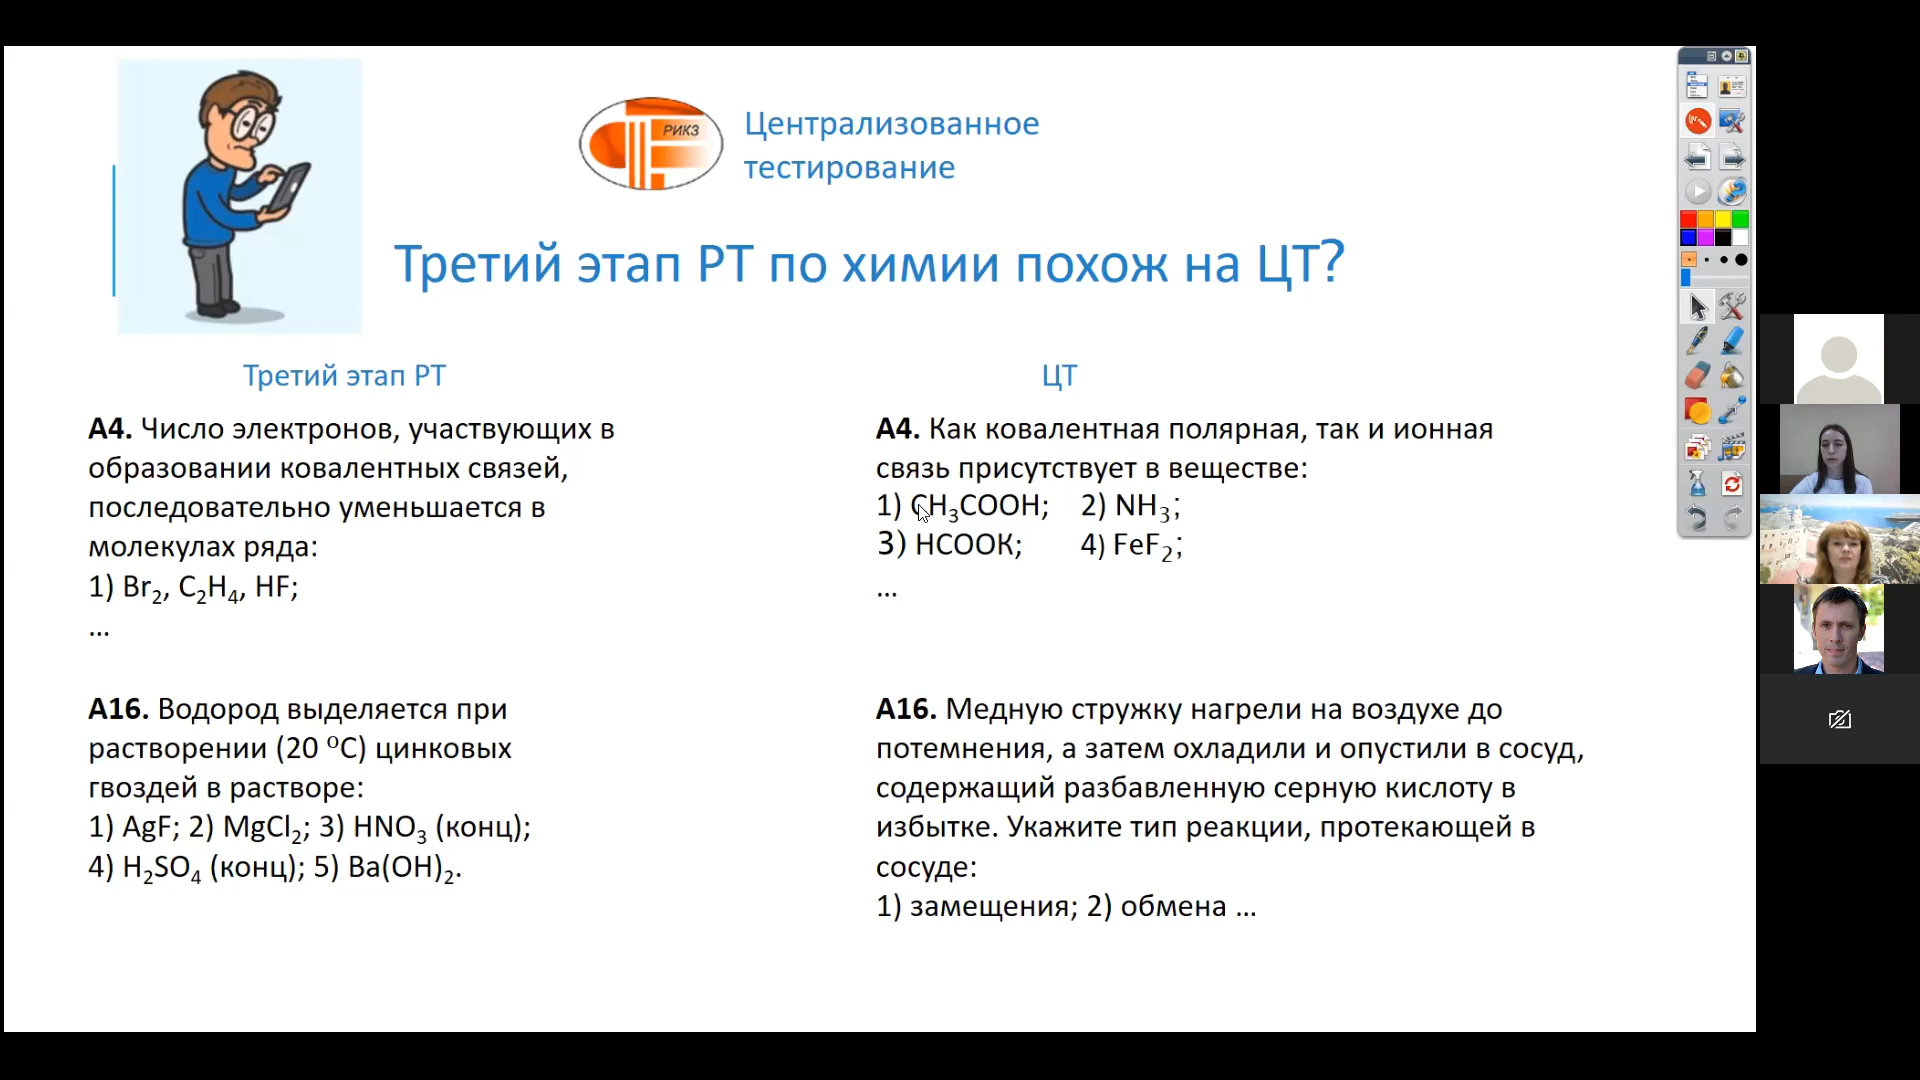 РИКЗ
Централизованное
тестирование
Третий этап РТ по химии похож на ЦТ?
Третий этап РТ
А4. Число электронов, участвующих в
образовании ковалентных связей,
последовательно уменьшается в
молекулах ряда:
1) Br₂, C₂H₄, HF;
...
А16. Водород выделяется при
растворении (20 ᴼС) цинковых
гвоздей в растворе:
1) AgF; 2) MgCl₂; 3) HNO₃ (конц);
4) H₂SO₄ (конц); 5) Ba(OH)₂.
ЦТ
А4. Как ковалентная полярная, так и ионная
связь присутствует в веществе:
1) CH₃COOH; 2) NH₃;
3) HCOOК; 4) FeF₂;
...
А16. Медную стружку нагрели на воздухе до
потемнения, а затем охладили и опустили в сосуд,
содержащий разбавленную серную кислоту в
избытке. Укажите тип реакции, протекающей в
сосуде:
1) замещения; 2) обмена ...